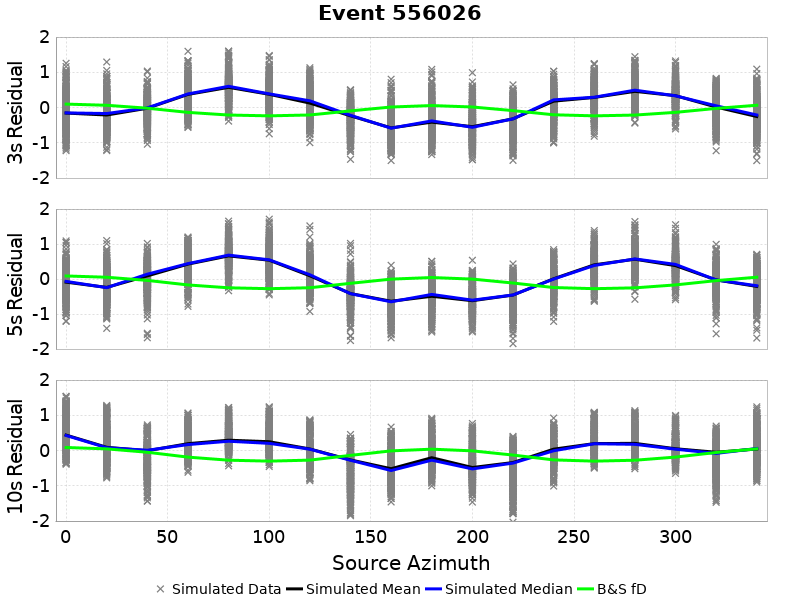 Event 556026
3s Residual
2
1
0
-1
-2
5s Residual
2
1
0
-1
-2
10s Residual
2
1
0
-1
-2
0 50 100 150 200 250 300
Source Azimuth
Simulated Data Simulated Mean Simulated Median B&S fD